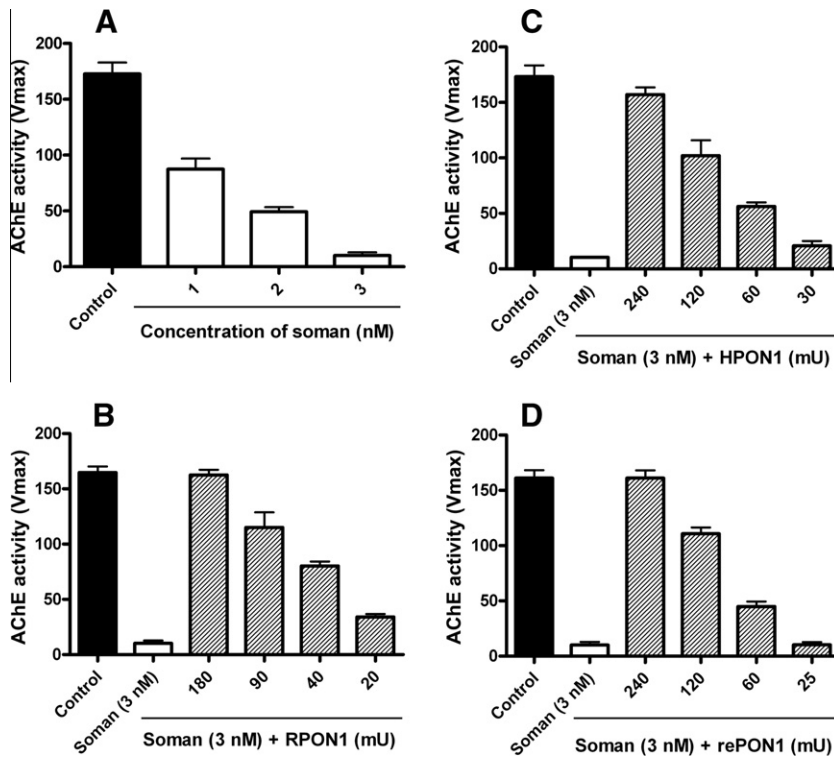 A
AChE activity (Vmax)
200
150
100
50
0
Control
1
2
3
Concentration of soman (nM)
B
AChE activity (Vmax)
200
150
100
50
0
Control
Soman (3 nM)
180
90
40
20
Soman (3 nM) + RPON1 (mU)
C
AChE activity (Vmax)
200
150
100
50
0
Control
Soman (3 nM)
240
120
60
30
Soman (3 nM) + HPON1 (mU)
D
AChE activity (Vmax)
200
150
100
50
0
Control
Soman (3 nM)
240
120
60
25
Soman (3 nM) + rePON1 (mU)